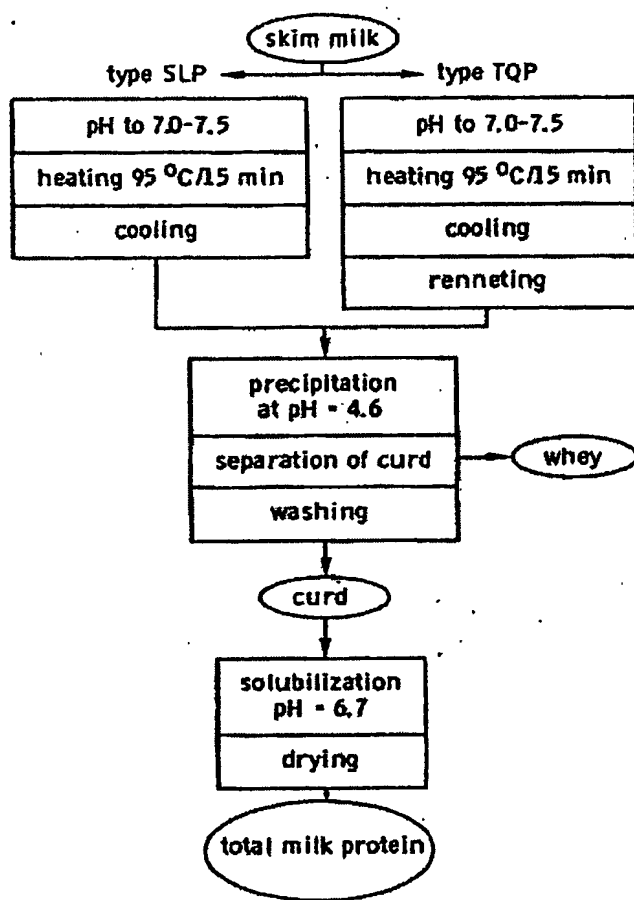 skim milk
type SLP
type TQP
pH to 7.0-7.5
heating 95 °C/15 min
cooling
pH to 7.0-7.5
heating 95 °C/15 min
cooling
renneting
precipitation
at pH = 4.6
separation of curd
whey
washing
curd
solubilization
pH = 6.7
drying
total milk protein